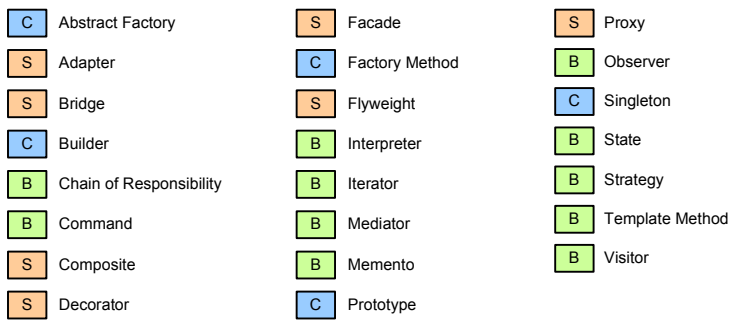 C Abstract Factory
S Adapter
S Bridge
C Builder
B Chain of Responsibility
B Command
S Composite
S Decorator
S Facade
C Factory Method
S Flyweight
B Interpreter
B Iterator
B Mediator
B Memento
C Prototype
S Proxy
B Observer
C Singleton
B State
B Strategy
B Template Method
B Visitor